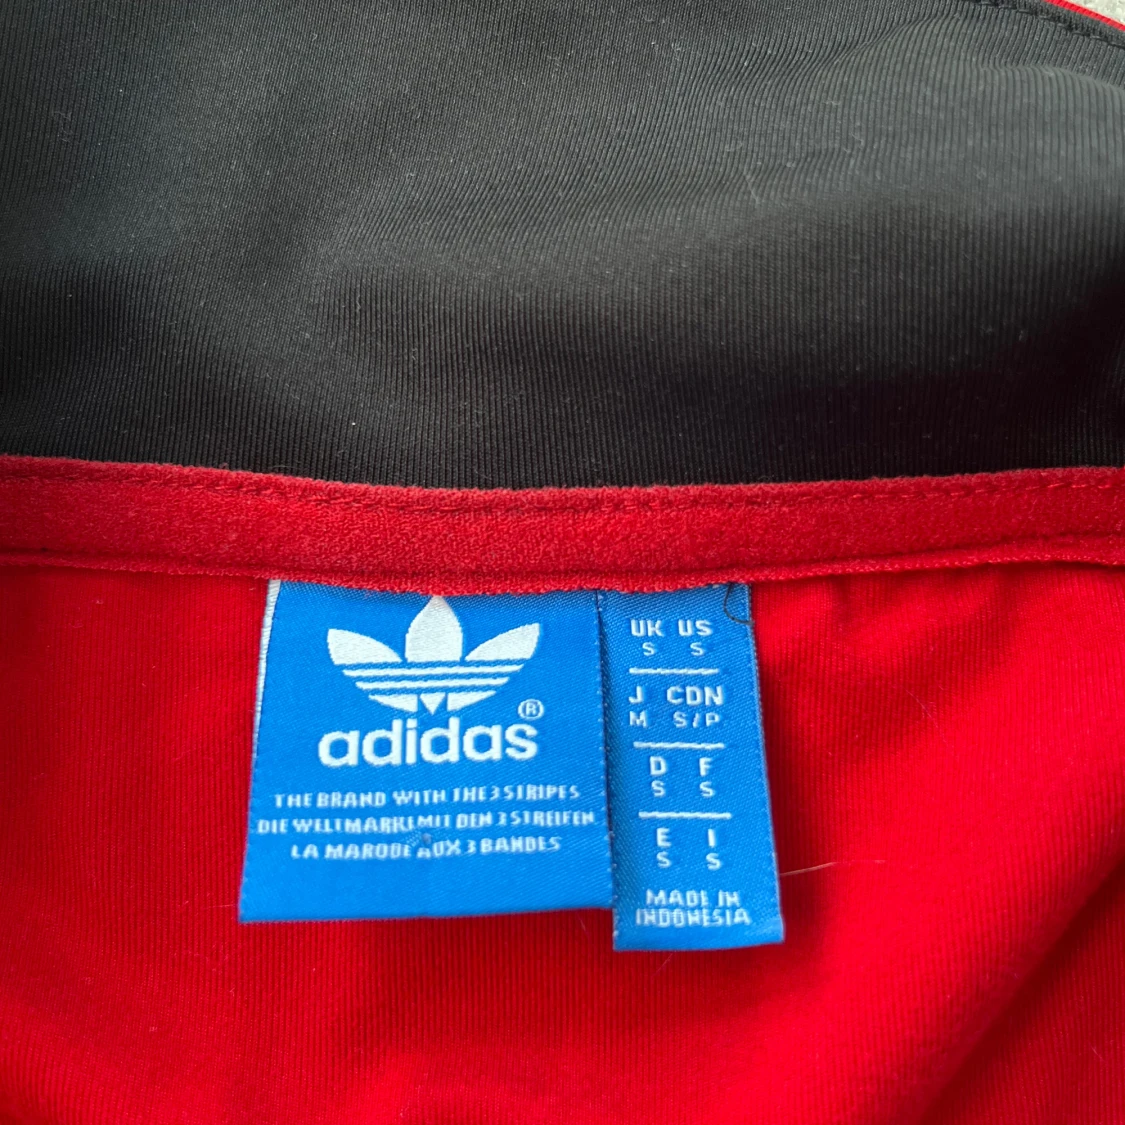 adidas®
THE BRAND WITH THE 3 STRIPES
DIE WELTMARKE MIT DEN 3 STREIFEN
LA MARQUE AUX 3 BANDES
UK US
S S
J CDN
M S/P
D F
S S
E I
S S
MADE IN
INDONESIA